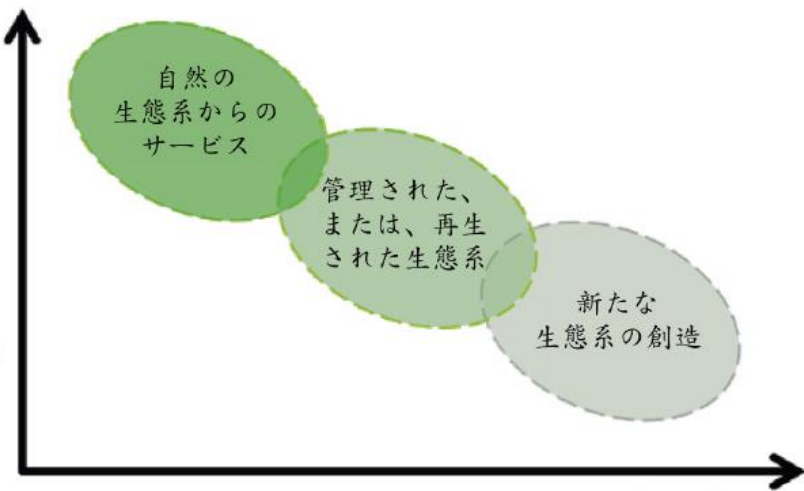 自然の
生態系からの
サービス
管理された、
または、再生
された生態系
新たな
生態系の創造